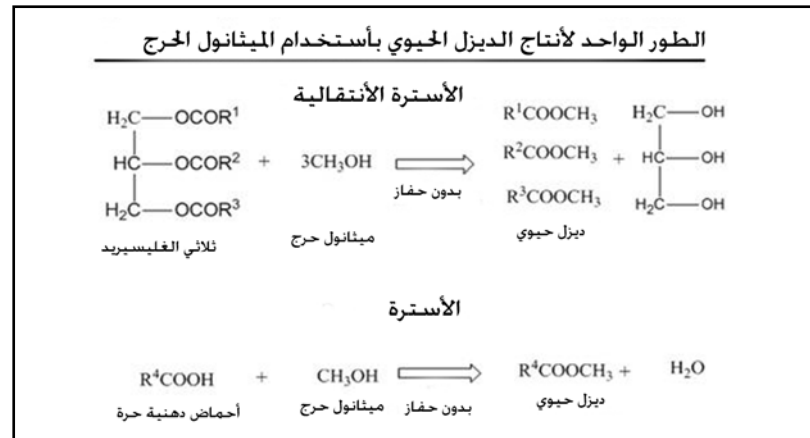 الطور الواحد لأنتاج الديزل الحيوي بأستخدام الميثانول الحرج
الأسترة الأنتقالية
H₂C—OCOR¹ R¹COOCH₃ H₂C—OH
HC—OCOR² + 3CH₃OH ⟹ R²COOCH₃ + HC—OH
بدون حفاز
H₂C—OCOR³ R³COOCH₃ H₂C—OH
ثلاثي الغليسيريد ميثانول حرج ديزل حيوي
الأسترة
R⁴COOH + CH₃OH ⟹ R⁴COOCH₃ + H₂O
أحماض دهنية حرة ميثانول حرج بدون حفاز ديزل حيوي